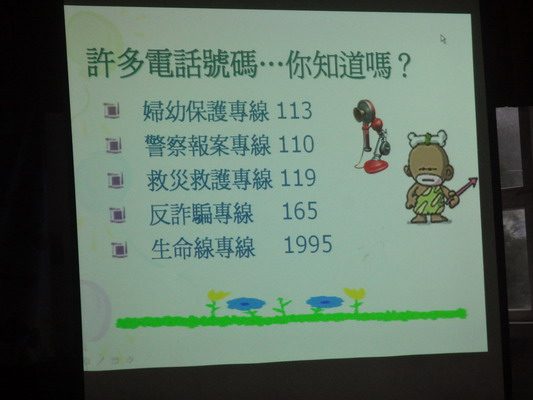 許多電話號碼…你知道嗎？
婦幼保護專線 113
警察報案專線 110
救災救護專線 119
反詐騙專線 165
生命線專線 1995